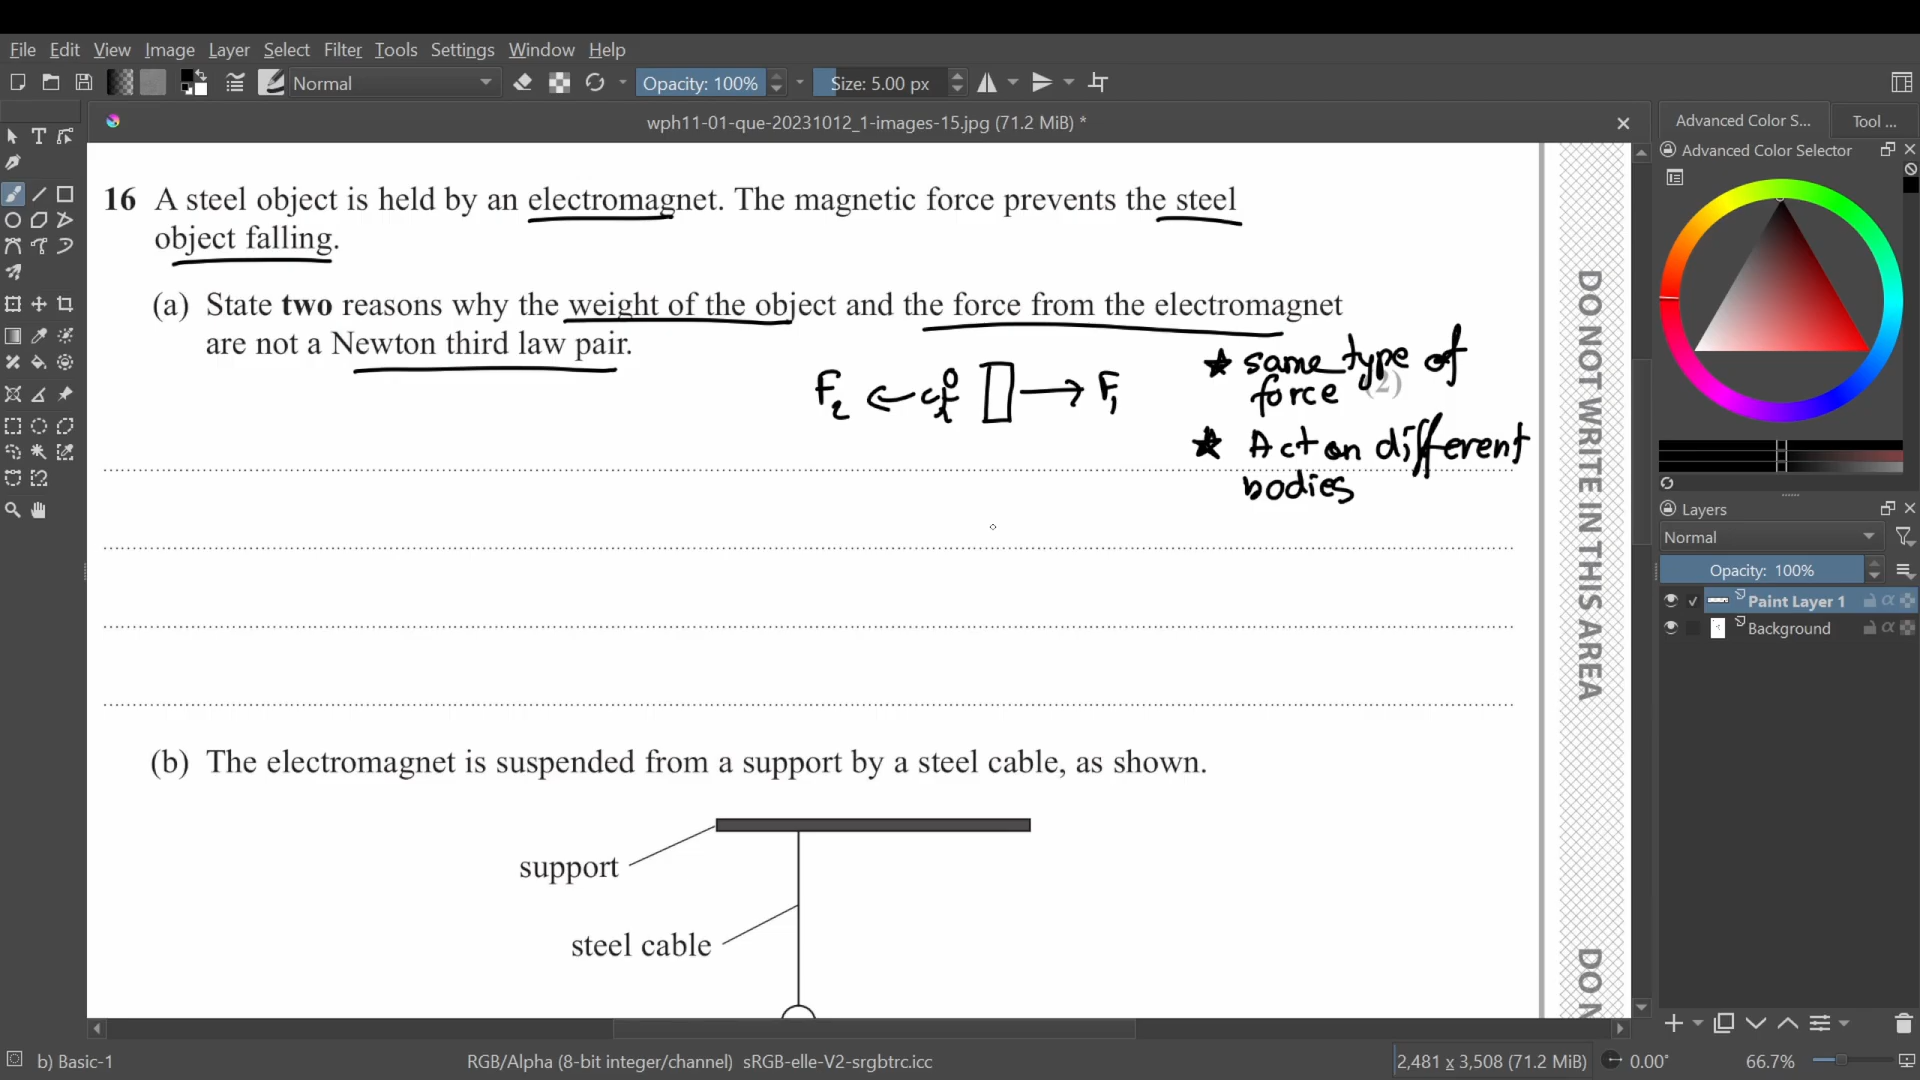 File Edit View Image Layer Select Filter Tools Settings Window Help
Normal Opacity: 100% Size: 5.00 px
wph11-01-que-20231012_1-images-15.jpg (71.2 MiB) *
Advanced Color S... Tool ...
Advanced Color Selector
16 A steel object is held by an electromagnet. The magnetic force prevents the steel
object falling.
(a) State two reasons why the weight of the object and the force from the electromagnet
are not a Newton third law pair.
★ same type of
force (2)
F2 F1
★ Act on different
bodies
(b) The electromagnet is suspended from a support by a steel cable, as shown.
support
steel cable
DO NOT WRITE IN THIS AREA
DO N
Layers
Normal
Opacity: 100%
Paint Layer 1
Background
b) Basic-1 RGB/Alpha (8-bit integer/channel) sRGB-elle-V2-srgbtrc.icc 2,481 x 3,508 (71.2 MiB) 0.00° 66.7%